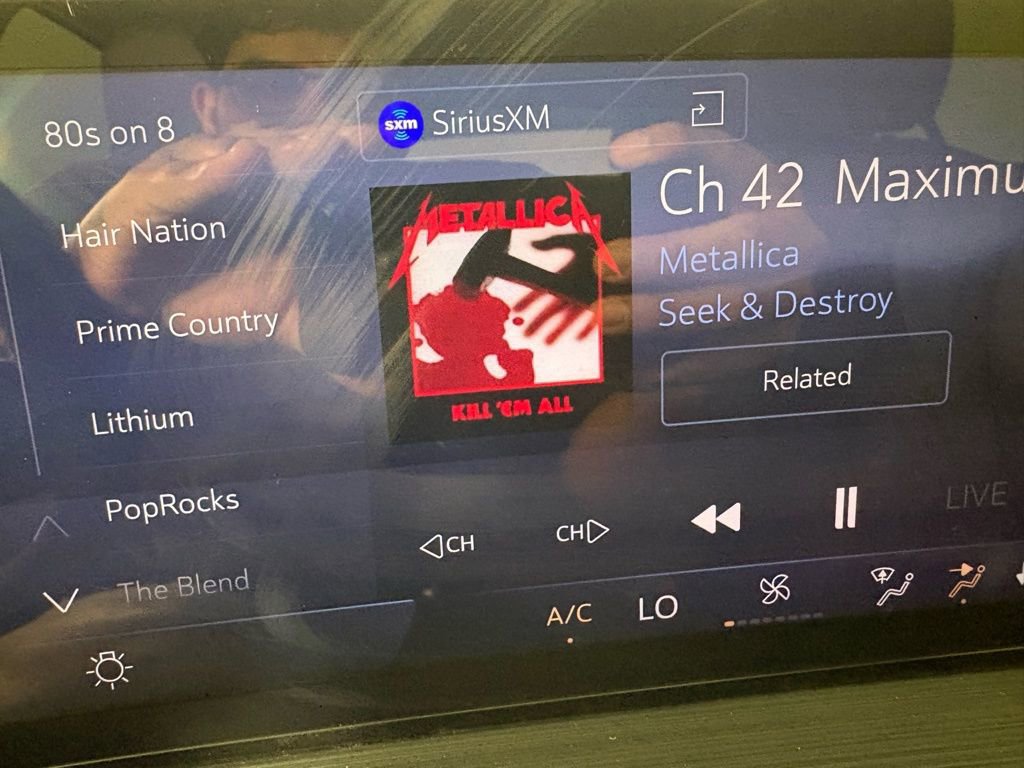 80s on 8
Hair Nation
Prime Country
Lithium
PopRocks
The Blend
sxm SiriusXM
METALLICA
KILL 'EM ALL
Ch 42 Maximu
Metallica
Seek & Destroy
Related
CH
CH
LIVE
A/C
LO